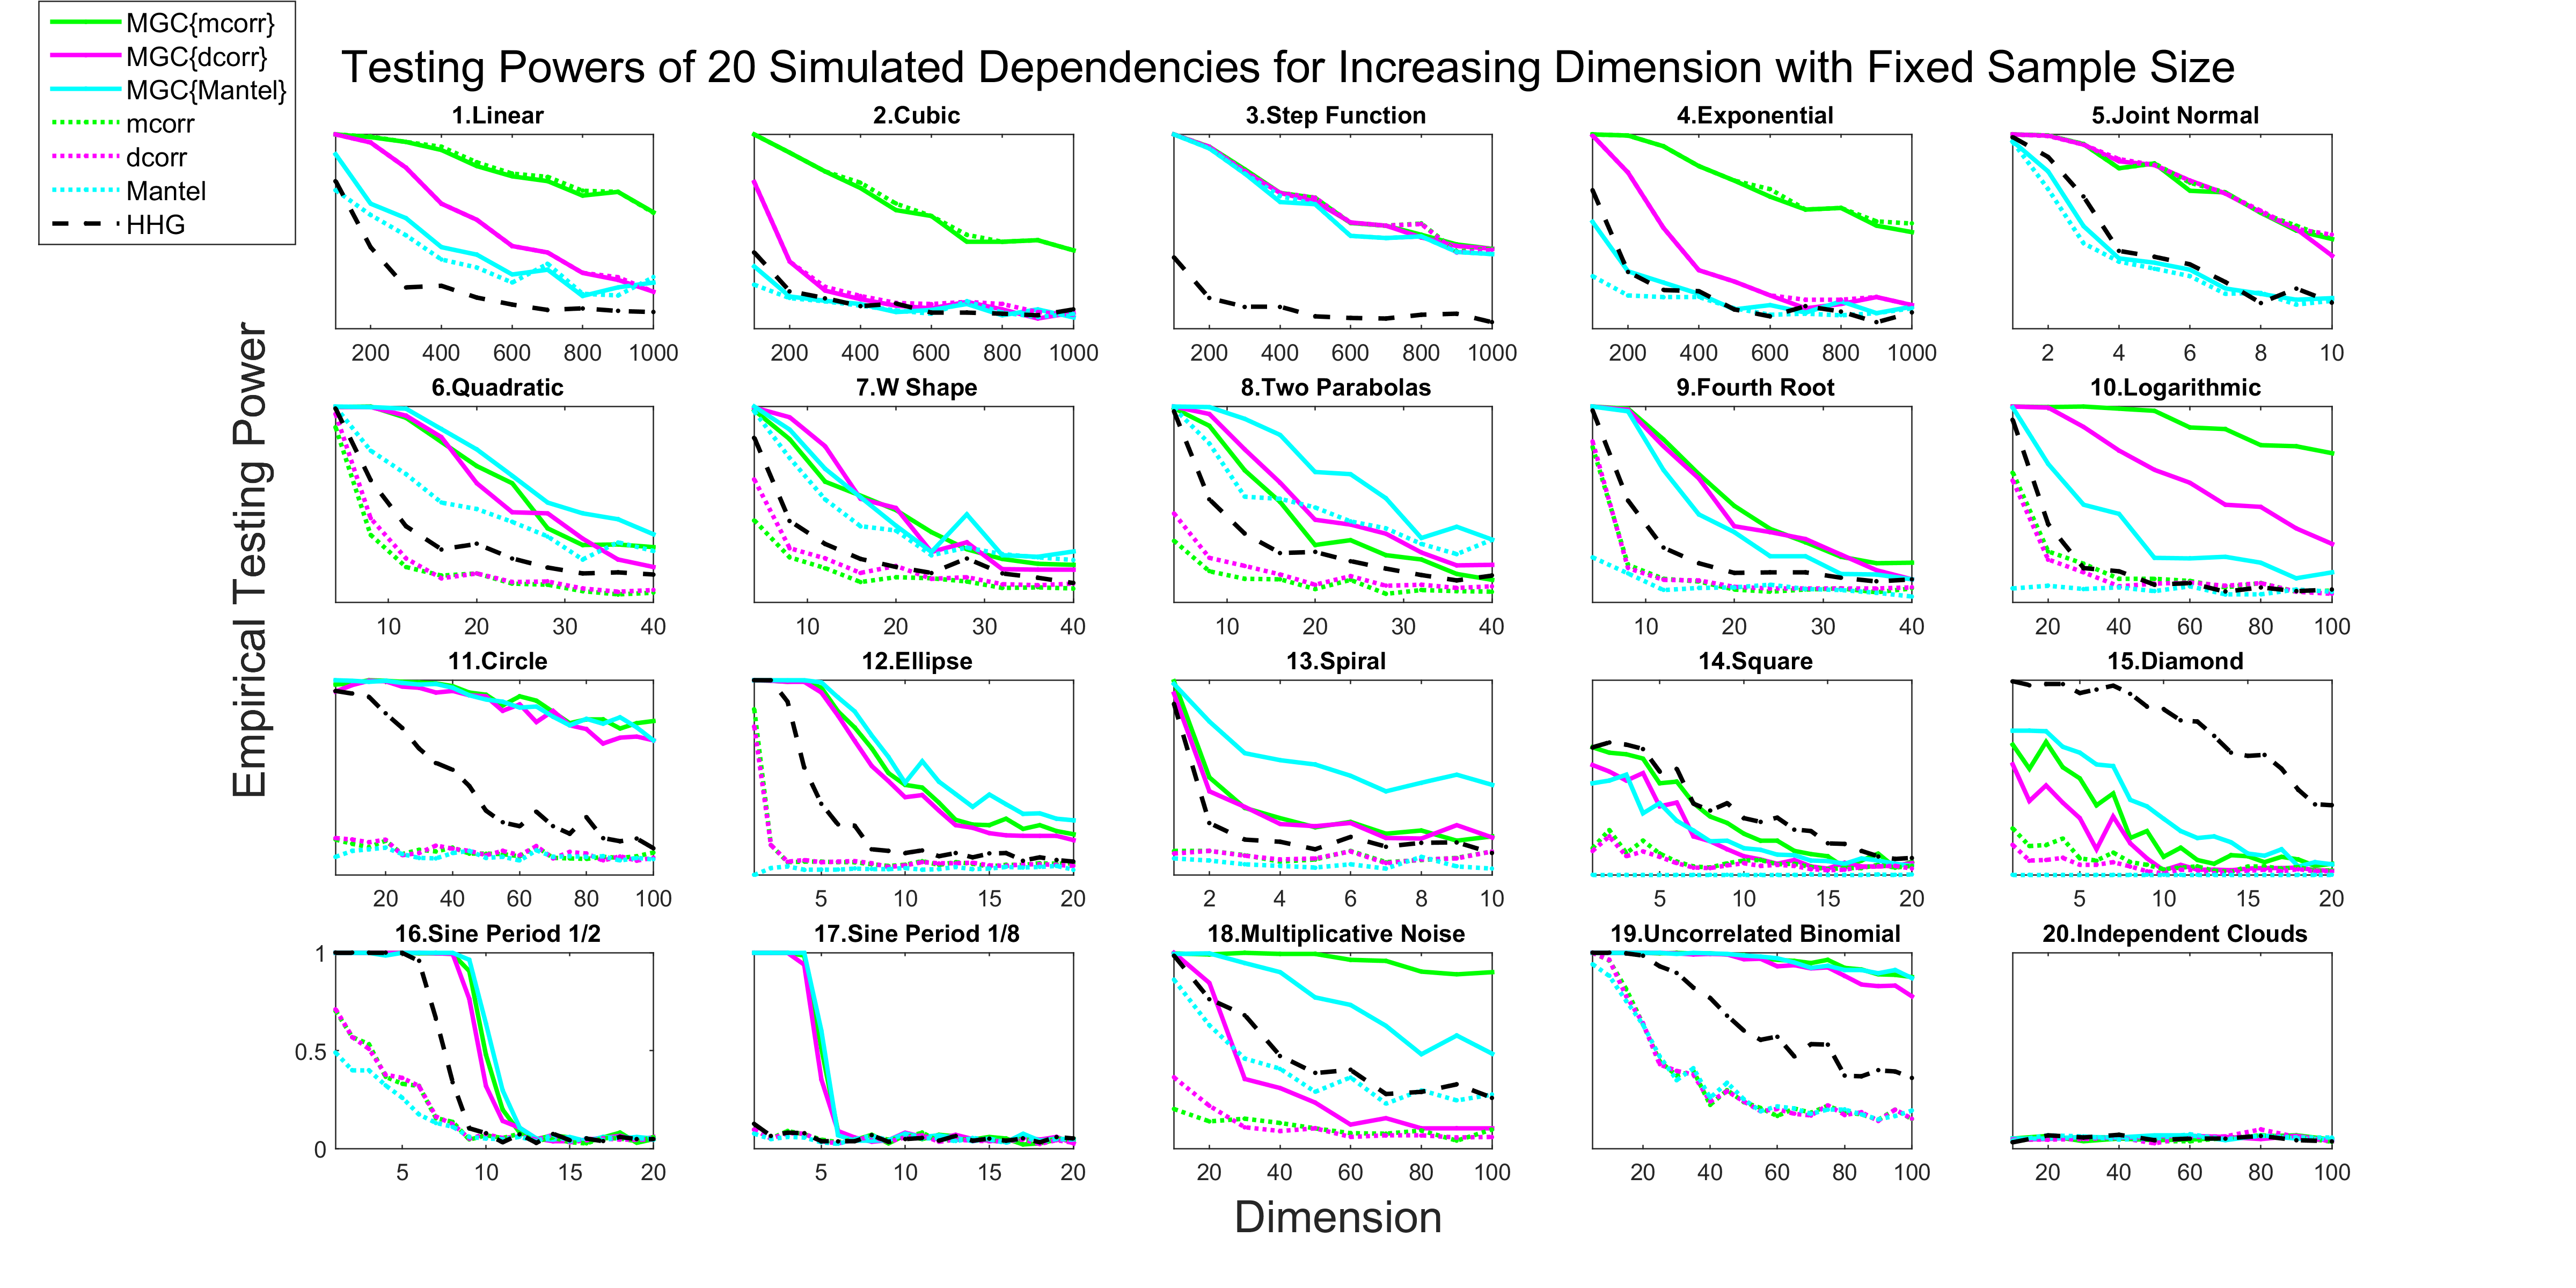 MGC{mcorr}
MGC{dcorr}
MGC{Mantel}
mcorr
dcorr
Mantel
HHG
Testing Powers of 20 Simulated Dependencies for Increasing Dimension with Fixed Sample Size
Empirical Testing Power
1.Linear 2.Cubic 3.Step Function 4.Exponential 5.Joint Normal
200 400 600 800 1000 200 400 600 800 1000 200 400 600 800 1000 200 400 600 800 1000 2 4 6 8 10
6.Quadratic 7.W Shape 8.Two Parabolas 9.Fourth Root 10.Logarithmic
10 20 30 40 10 20 30 40 10 20 30 40 10 20 30 40 20 40 60 80 100
11.Circle 12.Ellipse 13.Spiral 14.Square 15.Diamond
20 40 60 80 100 5 10 15 20 2 4 6 8 10 5 10 15 20 5 10 15 20
16.Sine Period 1/2 17.Sine Period 1/8 18.Multiplicative Noise 19.Uncorrelated Binomial 20.Independent Clouds
1
0.5
0
5 10 15 20 5 10 15 20 20 40 60 80 100 20 40 60 80 100 20 40 60 80 100
Dimension